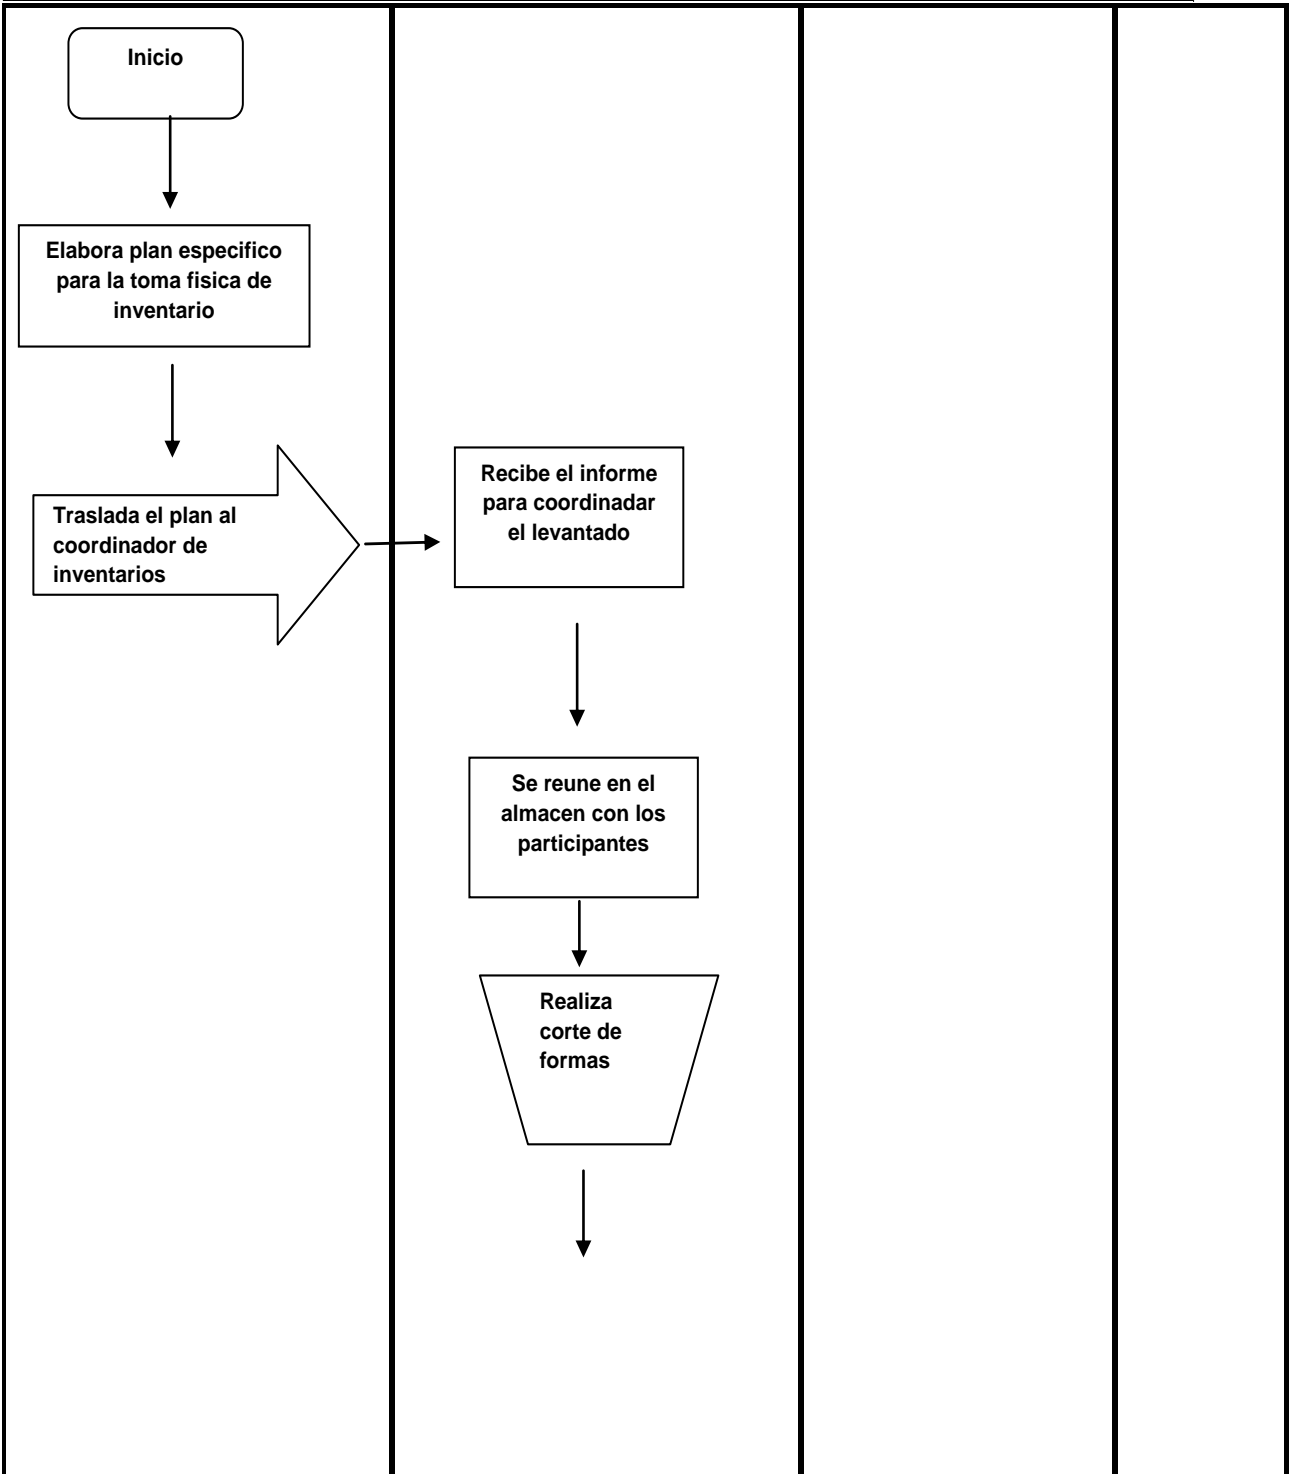 Inicio
Elabora plan especifico
para la toma fisica de
inventario
Traslada el plan al
coordinador de
inventarios
Recibe el informe
para coordinadar
el levantado
Se reune en el
almacen con los
participantes
Realiza
corte de
formas